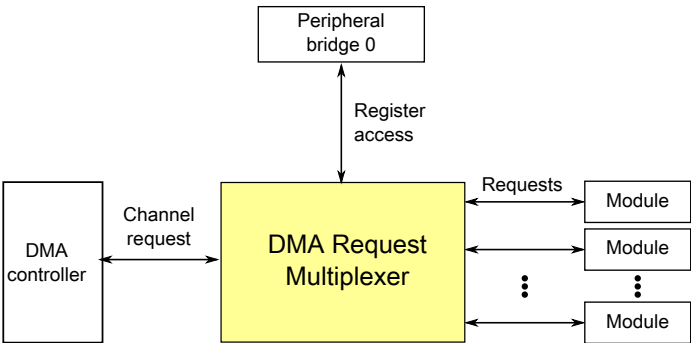 Peripheral
bridge 0
Register
access
Requests
Module
Channel
request
DMA
controller
DMA Request
Multiplexer
Module
Module